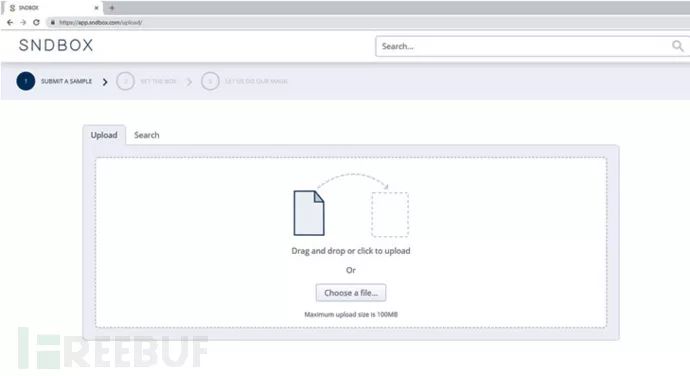 SNDBOX
https://app.sndbox.com/upload/
SNDBOX
Search...
1 SUBMIT A SAMPLE 2 SET THE BOX 3 LET US DO OUR MAGIK
Upload Search
Drag and drop or click to upload
Or
Choose a file...
Maximum upload size is 100MB
FREEBUF